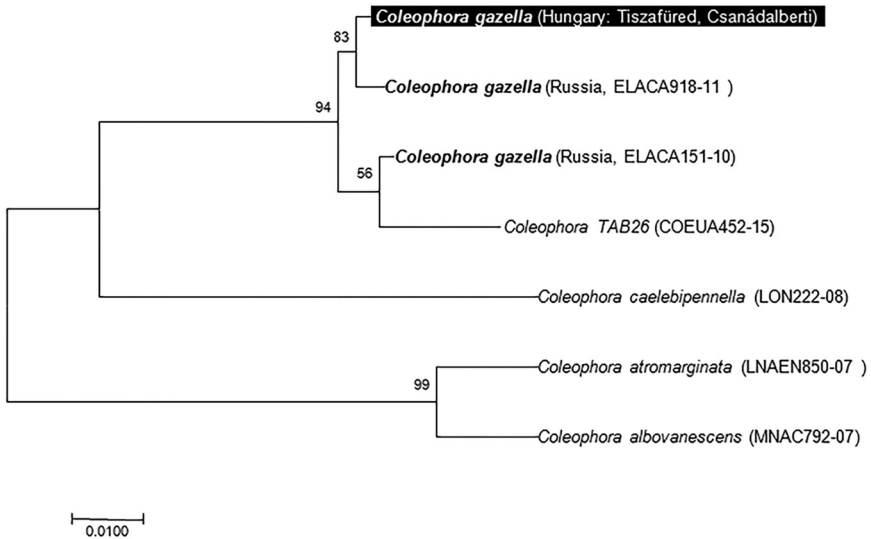 Coleophora gazella (Hungary: Tiszafüred, Csanádalberti)
83
Coleophora gazella (Russia, ELACA918-11 )
94
Coleophora gazella (Russia, ELACA151-10)
56
Coleophora TAB26 (COEUA452-15)
Coleophora caelebipennella (LON222-08)
Coleophora atromarginata (LNAEN850-07 )
99
Coleophora albovanescens (MNAC792-07)
0.0100